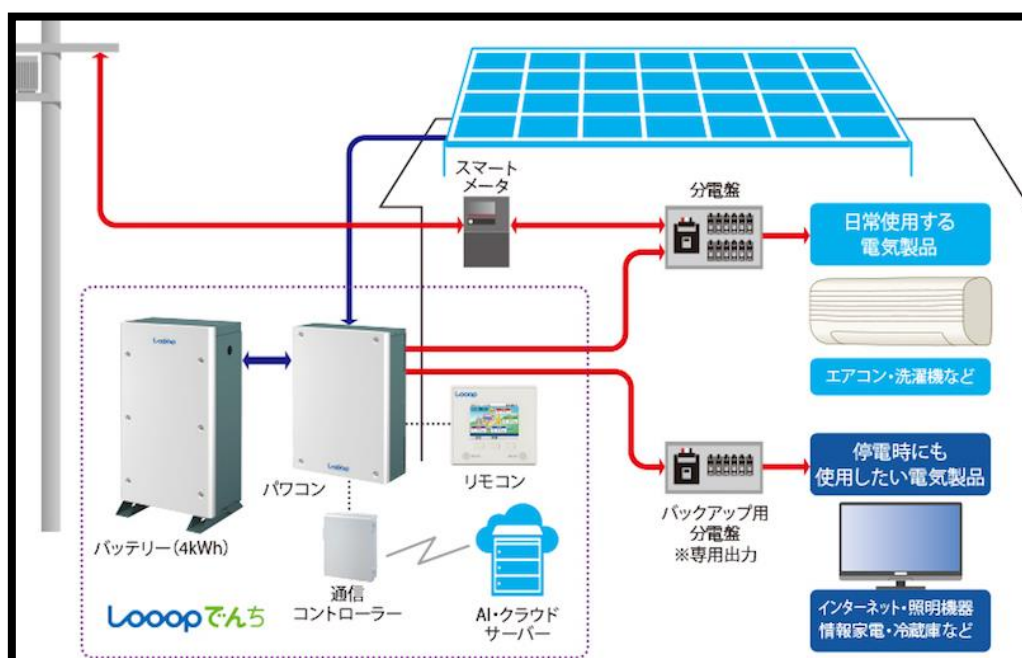 スマート
メータ
分電盤
日常使用する
電気製品
エアコン・洗濯機など
Looop
Looop
Looop
パワコン
リモコン
バッテリー(4kWh)
通信
コントローラー
AI・クラウド
サーバー
Looopでんち
バックアップ用
分電盤
※専用出力
停電時にも
使用したい電気製品
インターネット・照明機器
情報家電・冷蔵庫など